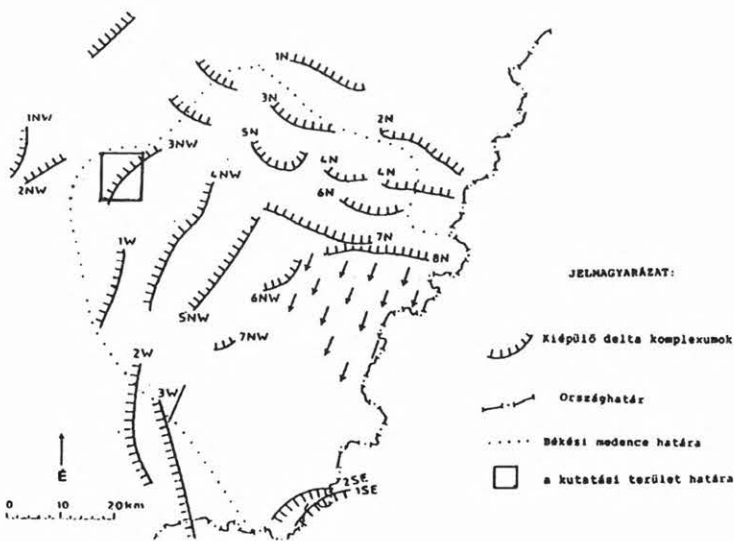 1N
1NW
3N
2N
3NW
5N
2NW
4N
4N
4NW
6N
1W
7N
8N
6NW
5NW
7NW
2W
3W
É
0 10 20km
2SE
1SE
JELMAGYARÁZAT:
Kiépülő delta komplexumok
Országhatár
Békési medence határa
a kutatási terület határa